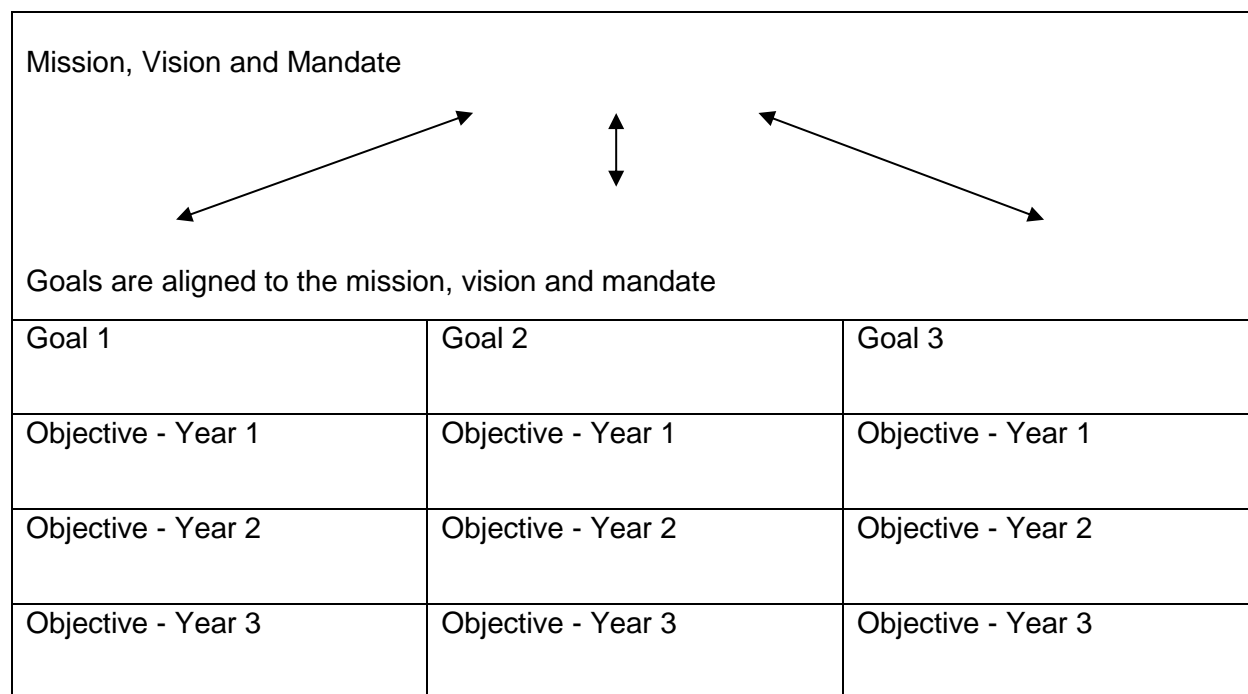 Mission, Vision and Mandate
Goals are aligned to the mission, vision and mandate
Goal 1
Goal 2
Goal 3
Objective - Year 1
Objective - Year 1
Objective - Year 1
Objective - Year 2
Objective - Year 2
Objective - Year 2
Objective - Year 3
Objective - Year 3
Objective - Year 3